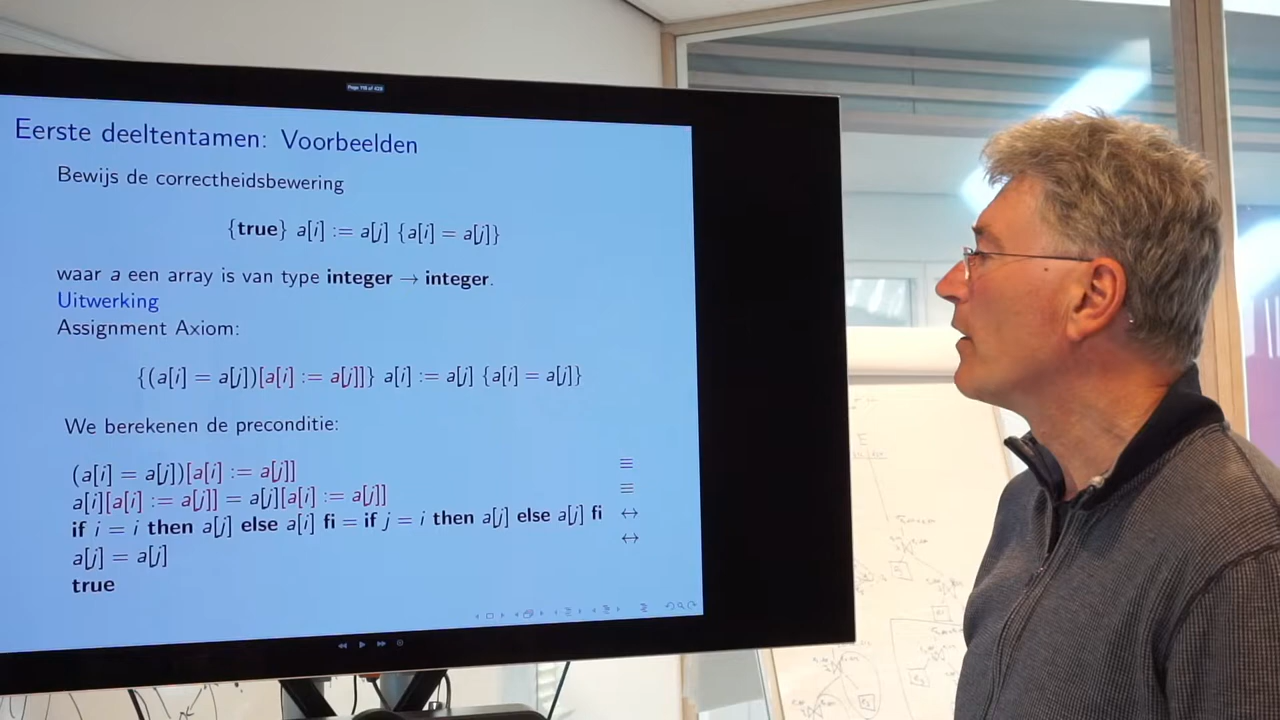 Eerste deeltentamen: Voorbeelden
Bewijs de correctheidsbewering
{true} a[i] := a[j] {a[i] = a[j]}
waar a een array is van type integer → integer.
Uitwerking
Assignment Axiom:
{(a[i] = a[j])[a[i] := a[j]]} a[i] := a[j] {a[i] = a[j]}
We berekenen de preconditie:
(a[i] = a[j])[a[i] := a[j]] ≡
a[i][a[i] := a[j]] = a[j][a[i] := a[j]] ≡
if i = i then a[j] else a[i] fi = if j = i then a[j] else a[j] fi ↔
a[j] = a[j] ↔
true